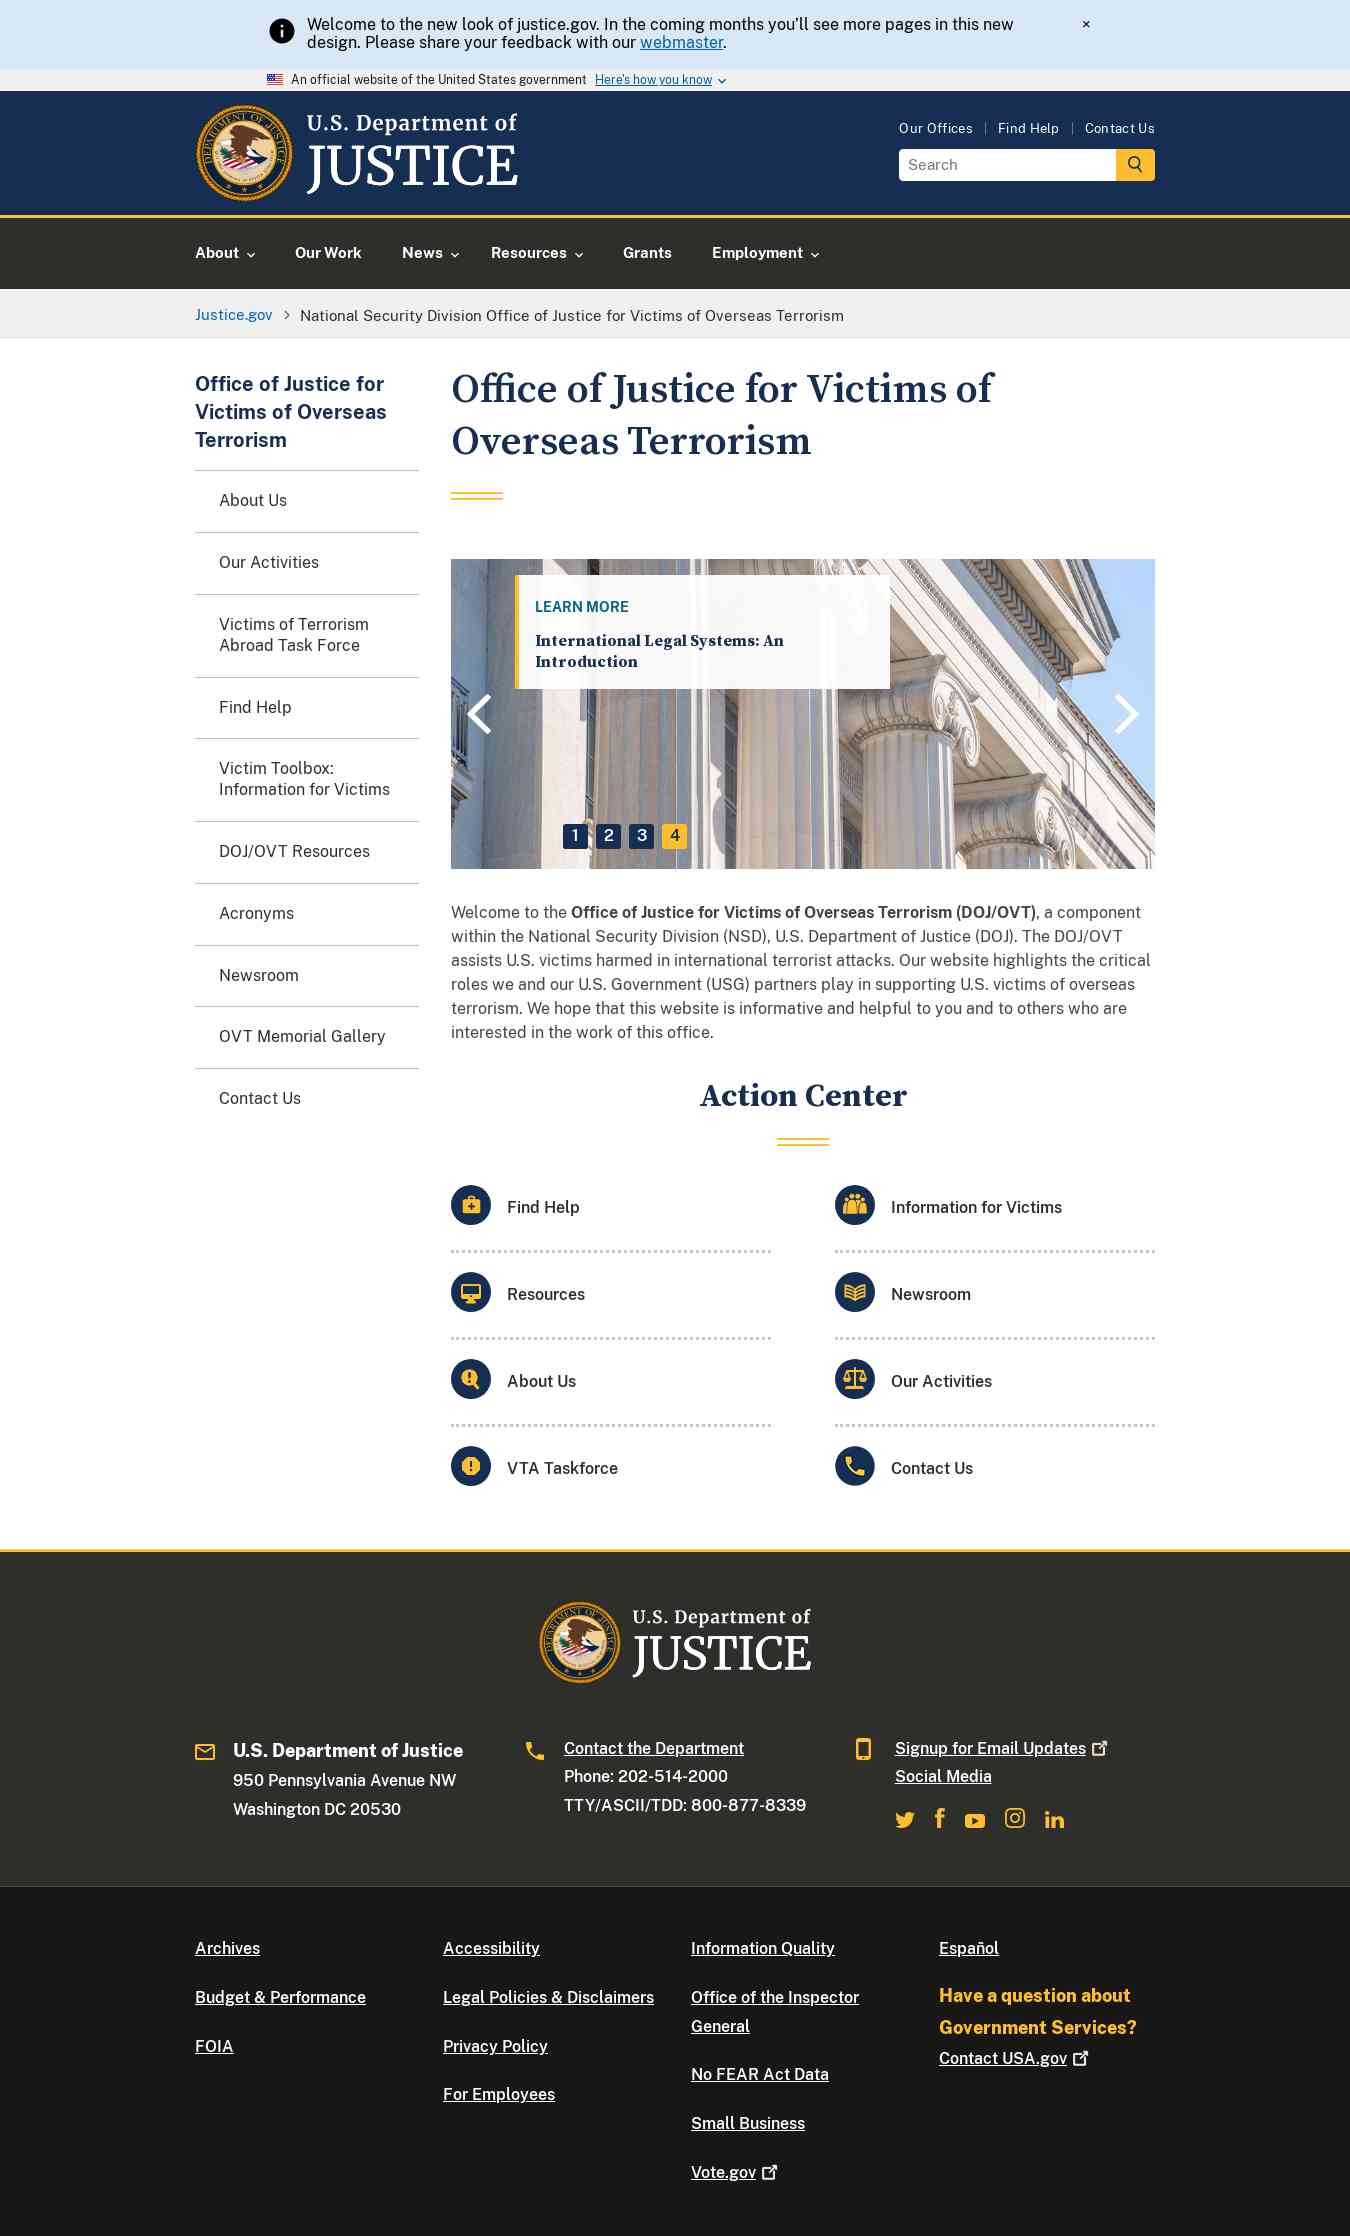 Welcome to the new look of justice.gov. In the coming months you’ll see more pages in this new
design. Please share your feedback with our webmaster.
×
An official website of the United States government Here's how you know
U.S. Department of
JUSTICE
Our Offices
Find Help
Contact Us
Search
About
Our Work
News
Resources
Grants
Employment
Justice.gov
National Security Division Office of Justice for Victims of Overseas Terrorism
Office of Justice for
Victims of Overseas
Terrorism
About Us
Our Activities
Victims of Terrorism
Abroad Task Force
Find Help
Victim Toolbox:
Information for Victims
DOJ/OVT Resources
Acronyms
Newsroom
OVT Memorial Gallery
Contact Us
Office of Justice for Victims of
Overseas Terrorism
LEARN MORE
International Legal Systems: An
Introduction
1 2 3 4
Welcome to the Office of Justice for Victims of Overseas Terrorism (DOJ/OVT), a component
within the National Security Division (NSD), U.S. Department of Justice (DOJ). The DOJ/OVT
assists U.S. victims harmed in international terrorist attacks. Our website highlights the critical
roles we and our U.S. Government (USG) partners play in supporting U.S. victims of overseas
terrorism. We hope that this website is informative and helpful to you and to others who are
interested in the work of this office.
Action Center
Find Help
Information for Victims
Resources
Newsroom
About Us
Our Activities
VTA Taskforce
Contact Us
U.S. Department of
JUSTICE
U.S. Department of Justice
950 Pennsylvania Avenue NW
Washington DC 20530
Contact the Department
Phone: 202-514-2000
TTY/ASCII/TDD: 800-877-8339
Signup for Email Updates
Social Media
Archives
Budget & Performance
FOIA
Accessibility
Legal Policies & Disclaimers
Privacy Policy
For Employees
Information Quality
Office of the Inspector
General
No FEAR Act Data
Small Business
Vote.gov
Español
Have a question about
Government Services?
Contact USA.gov